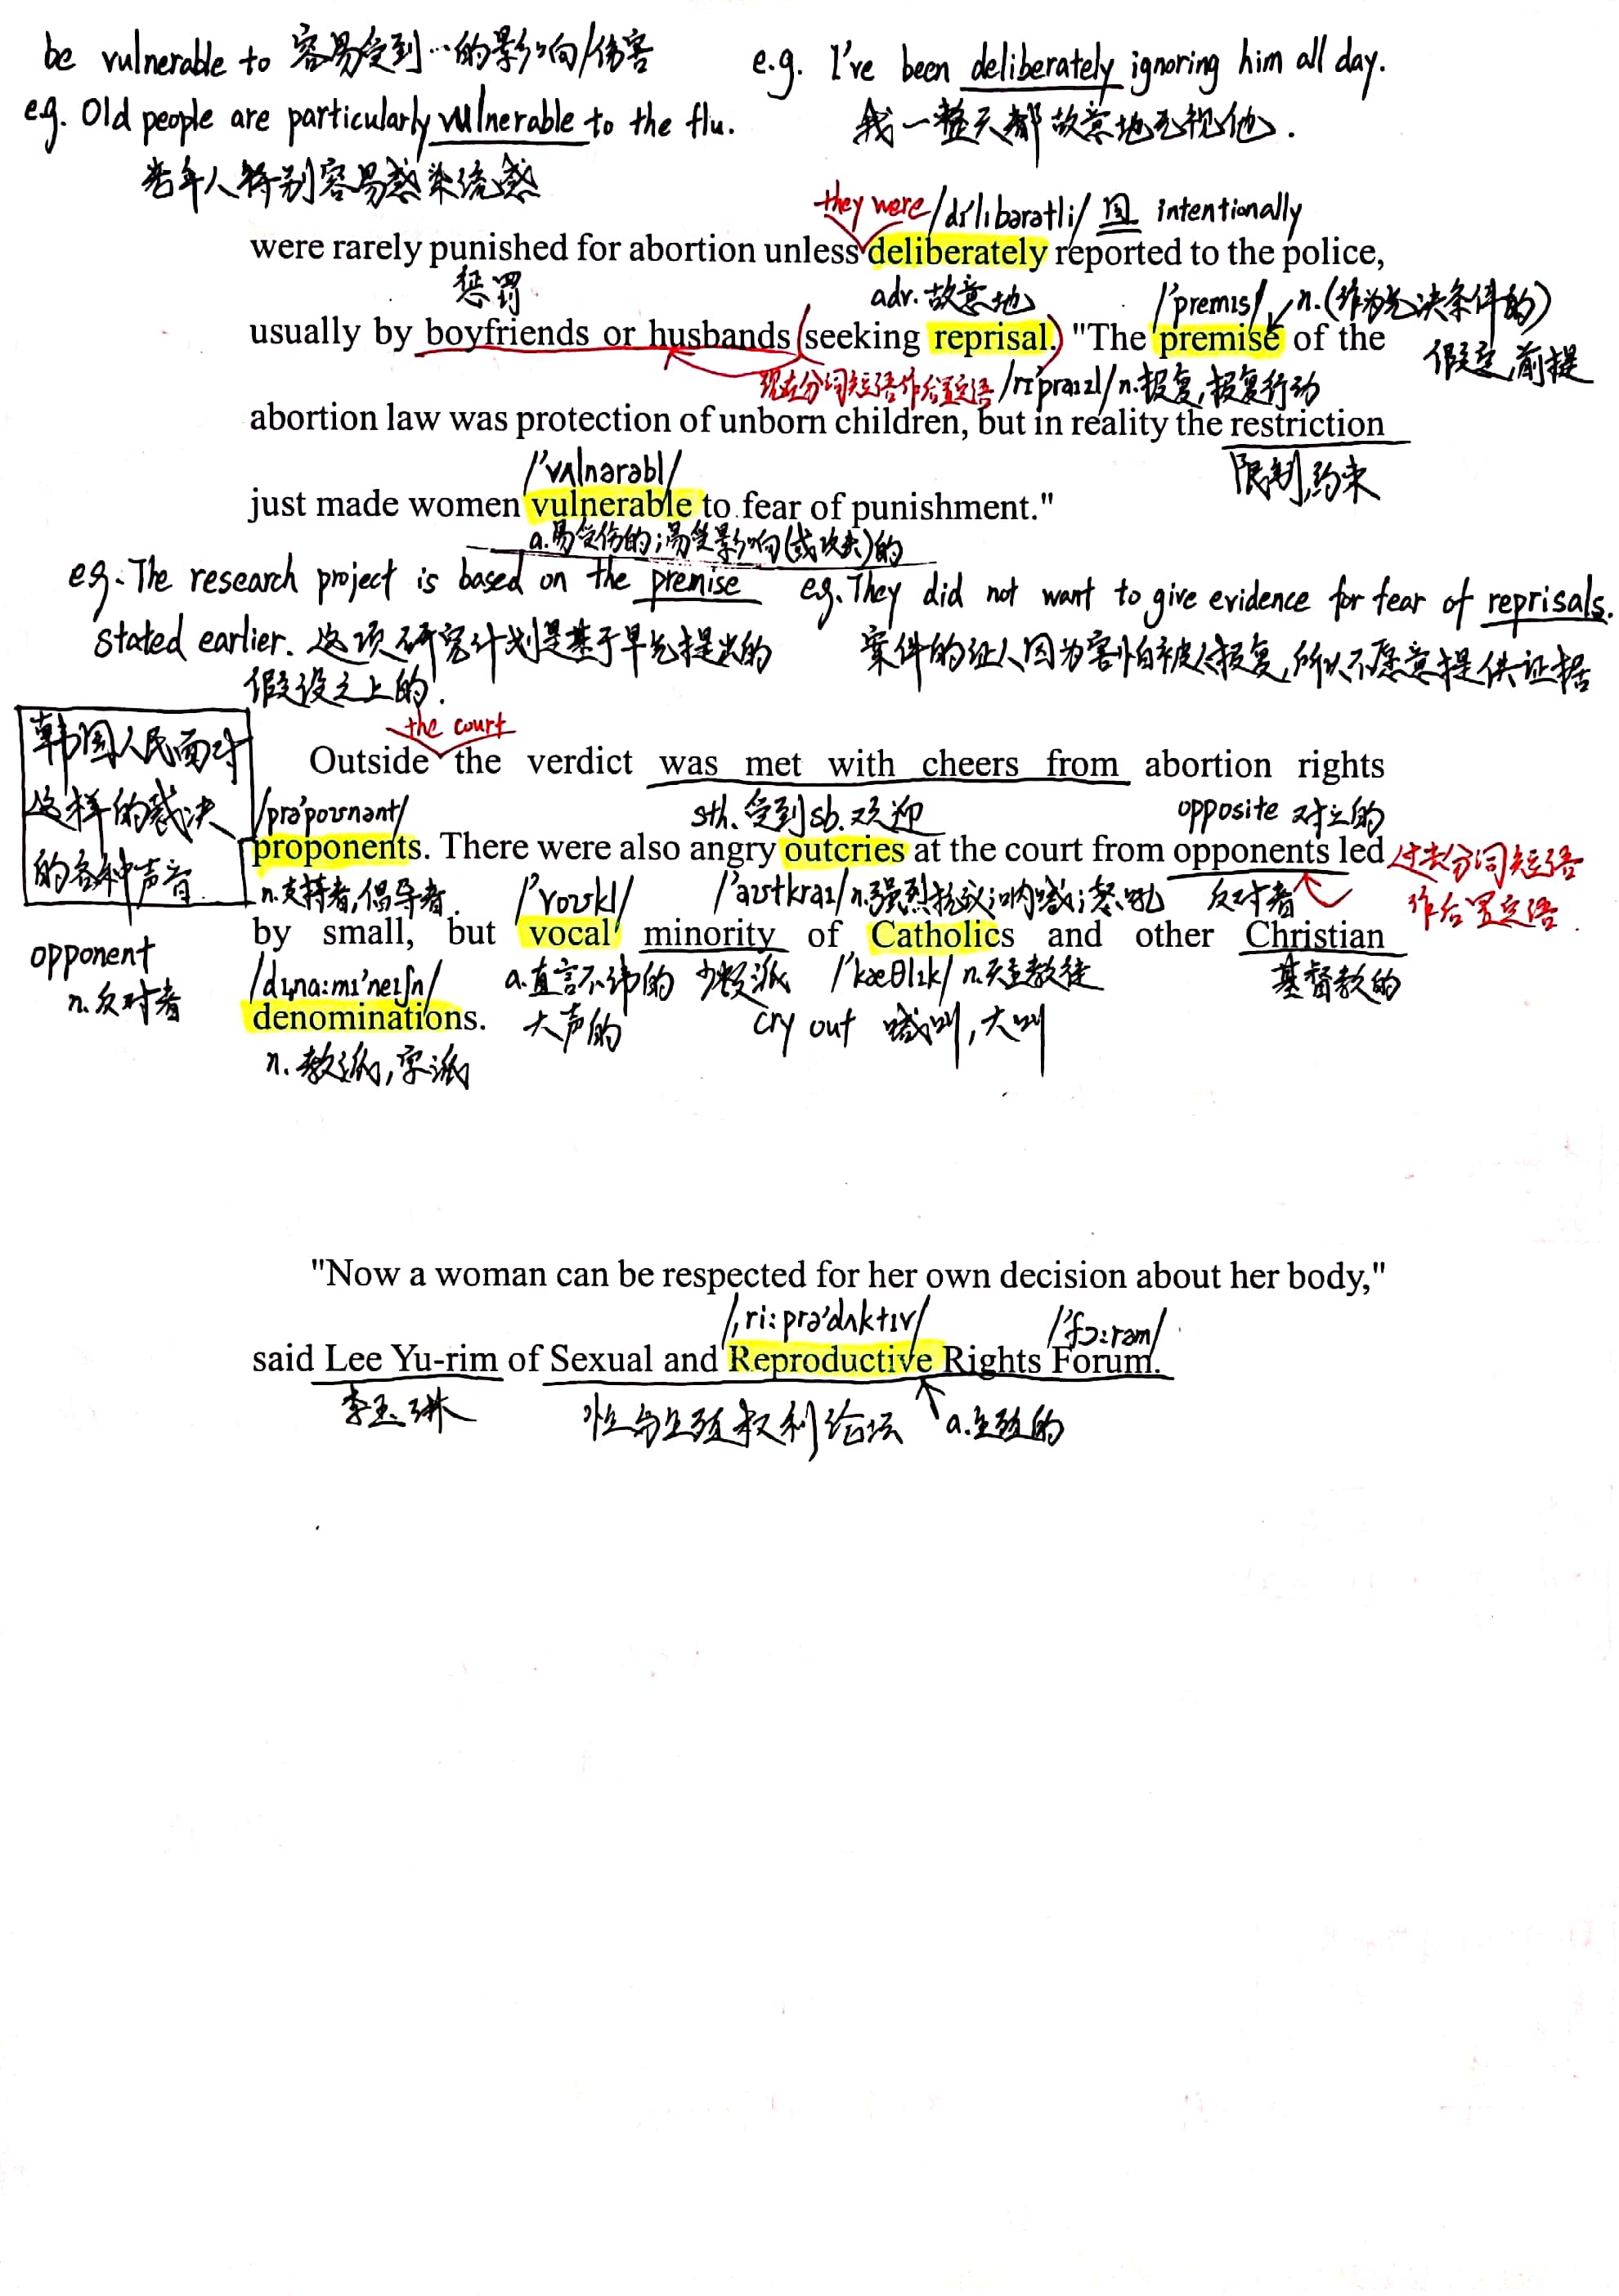 be vulnerable to 容易受到…的影响/伤害
e.g. I've been deliberately ignoring him all day.
e.g. Old people are particularly vulnerable to the flu.
我一整天都故意地无视他.
老年人特别容易感染流感
they were /dɪ'lɪbərətli/ 同 intentionally
were rarely punished for abortion unless deliberately reported to the police,
惩罚 adv. 故意地 /'premɪs/ n.(作为先决条件的)
usually by boyfriends or husbands (seeking reprisal.) "The premise of the
假定,前提
现在分词短语作后置定语 /rɪ'praɪzl/ n.报复,报复行动
abortion law was protection of unborn children, but in reality the restriction
/'vʌlnərəbl/ 限制,约束
just made women vulnerable to fear of punishment."
a.易受伤的;易受影响(或攻击)的
e.g. The research project is based on the premise
e.g. They did not want to give evidence for fear of reprisals.
stated earlier. 这项研究计划是基于早先提出的
案件的证人因为害怕被人报复,所以不愿意提供证据
假设之上的.
the court
韩国人民面对
这样的裁决
的各种声音
Outside the verdict was met with cheers from abortion rights
/prə'poʊnənt/ sth. 受到sb.欢迎 opposite 对立的
proponents. There were also angry outcries at the court from opponents led
过去分词短语
作后置定语
n.支持者,倡导者. /'voʊkl/ /'aʊtkraɪ/ n.强烈抗议;呐喊;怒吼 反对者
by small, but vocal minority of Catholics and other Christian
opponent
n.反对者
/dɪˌnɑ:mɪ'neɪʃn/ a.直言不讳的 少数派 /'kæθlɪk/ n.天主教徒 基督教的
denominations. 大声的 cry out 喊叫,大叫
n. 教派,宗派
"Now a woman can be respected for her own decision about her body,"
/ˌri:prə'dʌktɪv/ /'fɔ:rəm/
said Lee Yu-rim of Sexual and Reproductive Rights Forum.
李玉琳 性与生殖权利论坛 a.生殖的